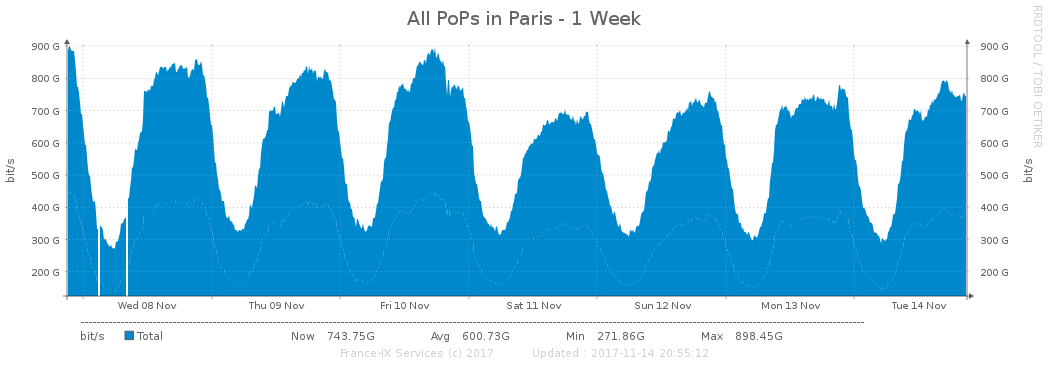 All PoPs in Paris - 1 Week
RRDTOOL / TOBI OETIKER
900 G 900 G
800 G 800 G
700 G 700 G
600 G 600 G
500 G 500 G
400 G 400 G
300 G 300 G
200 G 200 G
bit/s bit/s
Wed 08 Nov Thu 09 Nov Fri 10 Nov Sat 11 Nov Sun 12 Nov Mon 13 Nov Tue 14 Nov
bit/s Total Now 743.75G Avg 600.73G Min 271.86G Max 898.45G
France-IX Services (c) 2017 Updated : 2017-11-14 20:55:12